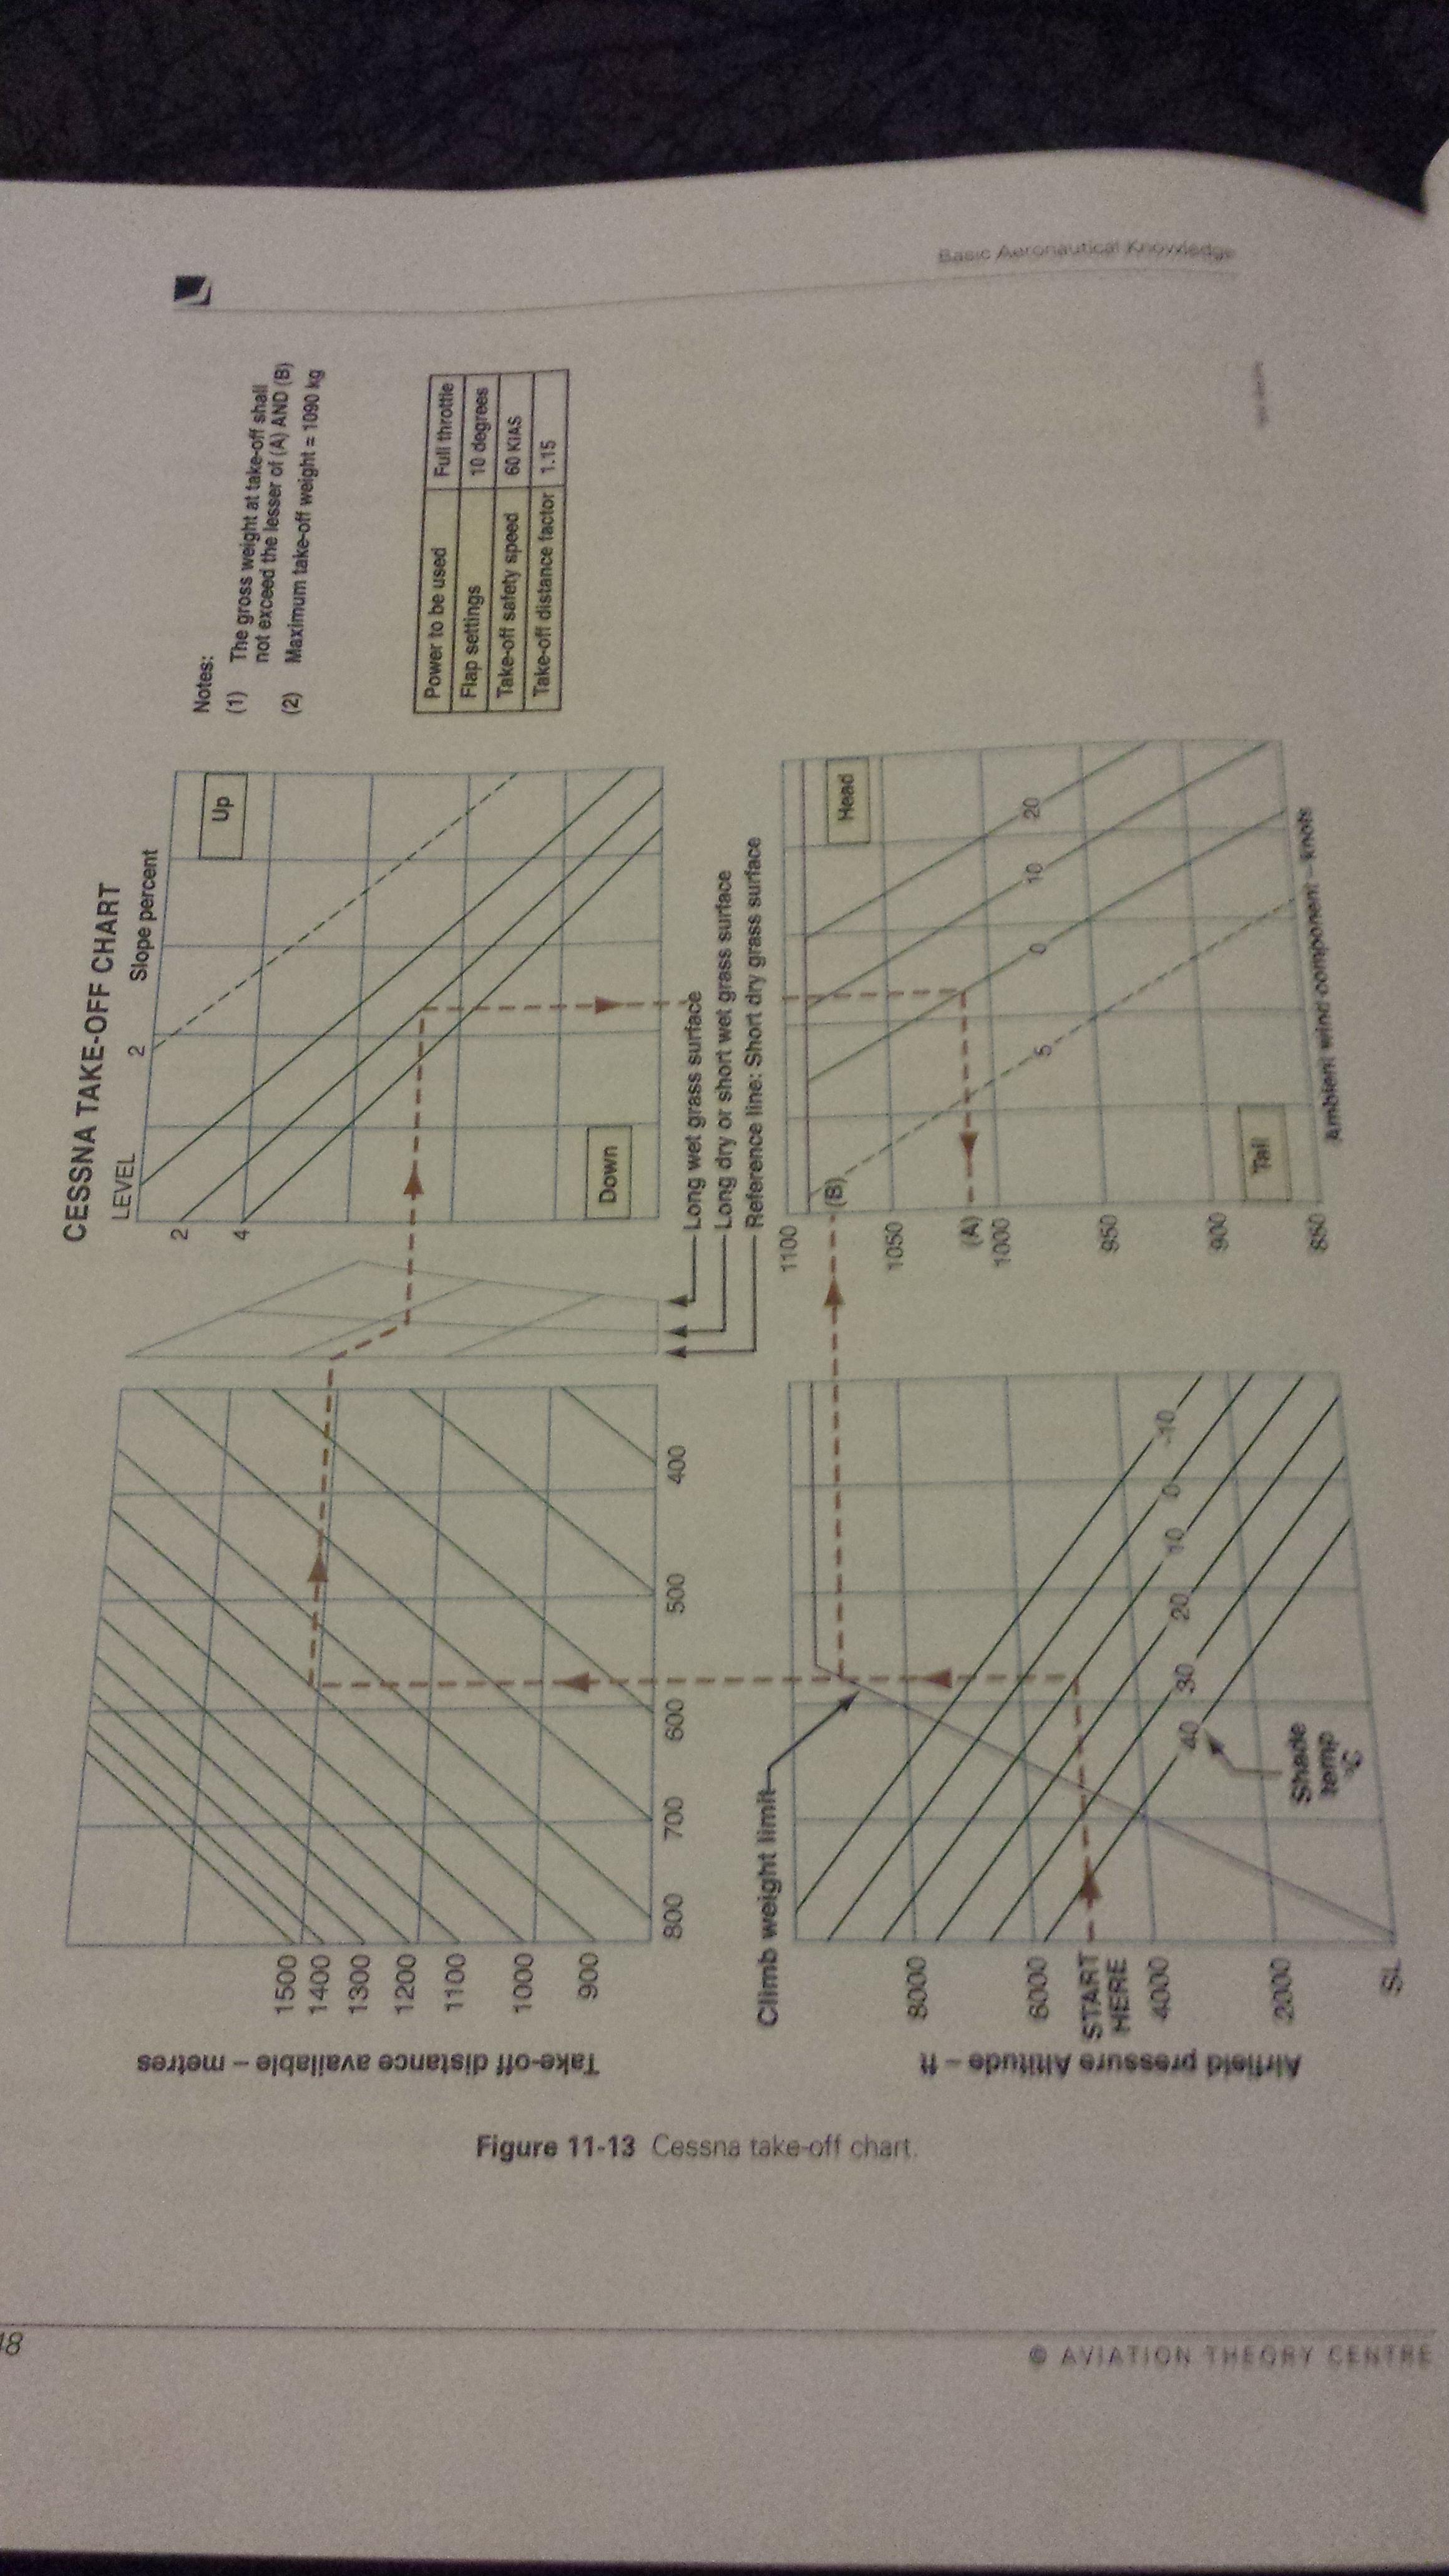 Basic Aeronautical Knowledge
CESSNA TAKE-OFF CHART
Notes:
(1) The gross weight at take-off shall
not exceed the lesser of (A) AND (B)
(2) Maximum take-off weight = 1090 kg
Power to be used Full throttle
Flap settings 10 degrees
Take-off safety speed 60 KIAS
Take-off distance factor 1.15
LEVEL 2 Slope percent
Up
2
4
Down
Take-off distance available – metres
1500
1400
1300
1200
1100
1000
900
800 700 600 500 400
Long wet grass surface
Long dry or short wet grass surface
Reference line: Short dry grass surface
Climb weight limit
Airfield pressure Altitude – ft
8000
6000
START
HERE
4000
2000
SL
-10
0
10
20
30
40
Shade
temp
°C
1100
(B)
1050
(A)
1000
950
900
850
Head
Tail
5 0 10 20
ambient wind component – knots
Figure 11-13 Cessna take-off chart.
© AVIATION THEORY CENTRE